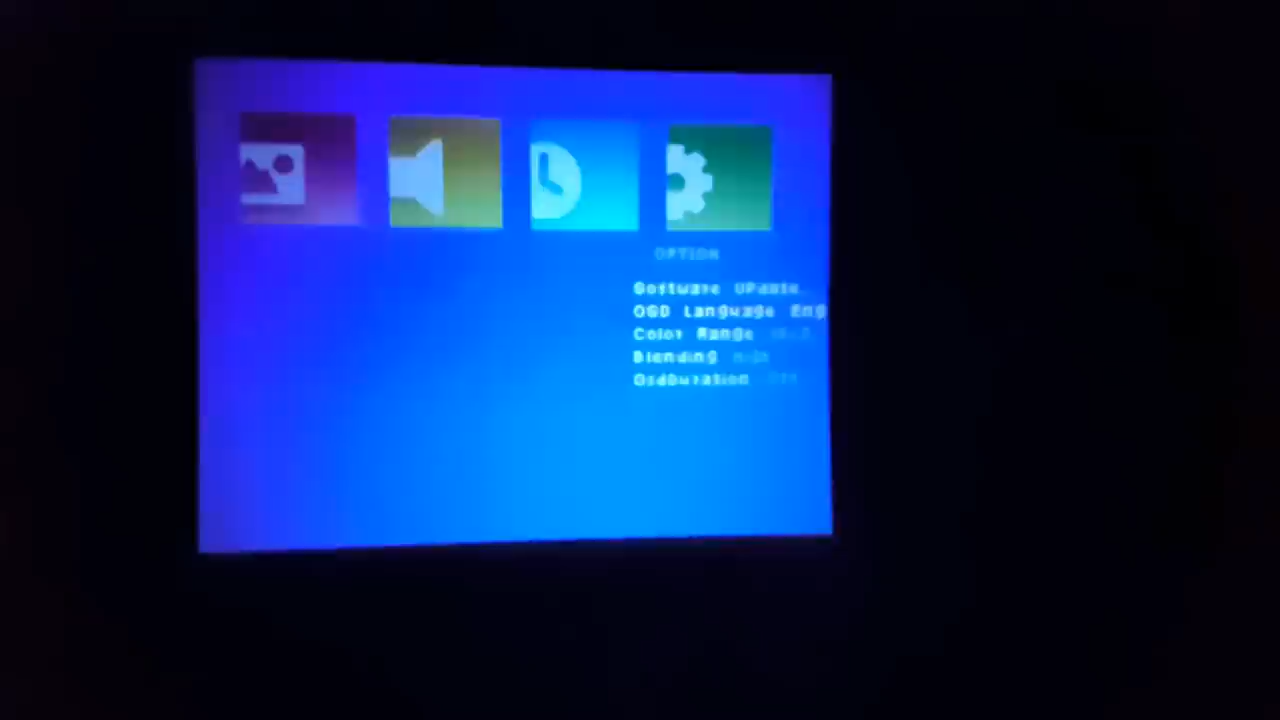 OPTION
Software UPdate
OSD Language Eng
Color Range
Blending
OsdDuration